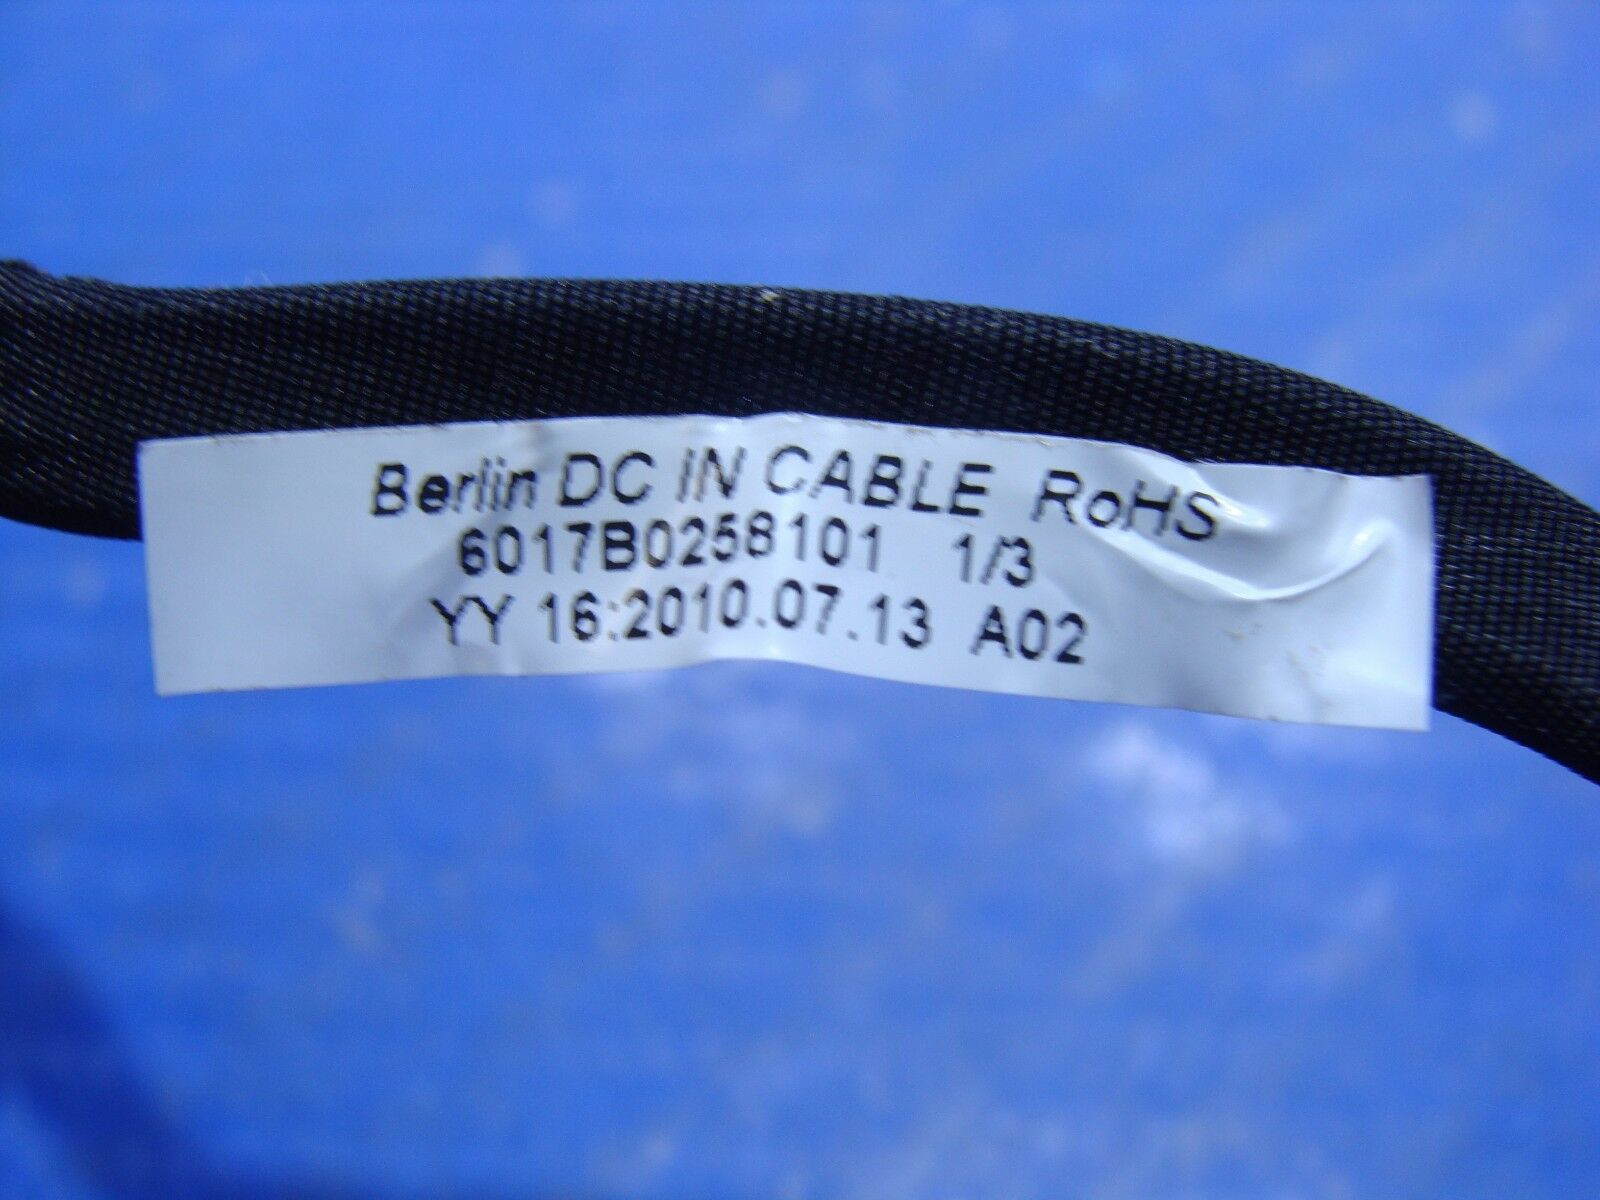 Berlin DC IN CABLE RoHS
6017B0258101 1/3
YY 16:2010.07.13 A02